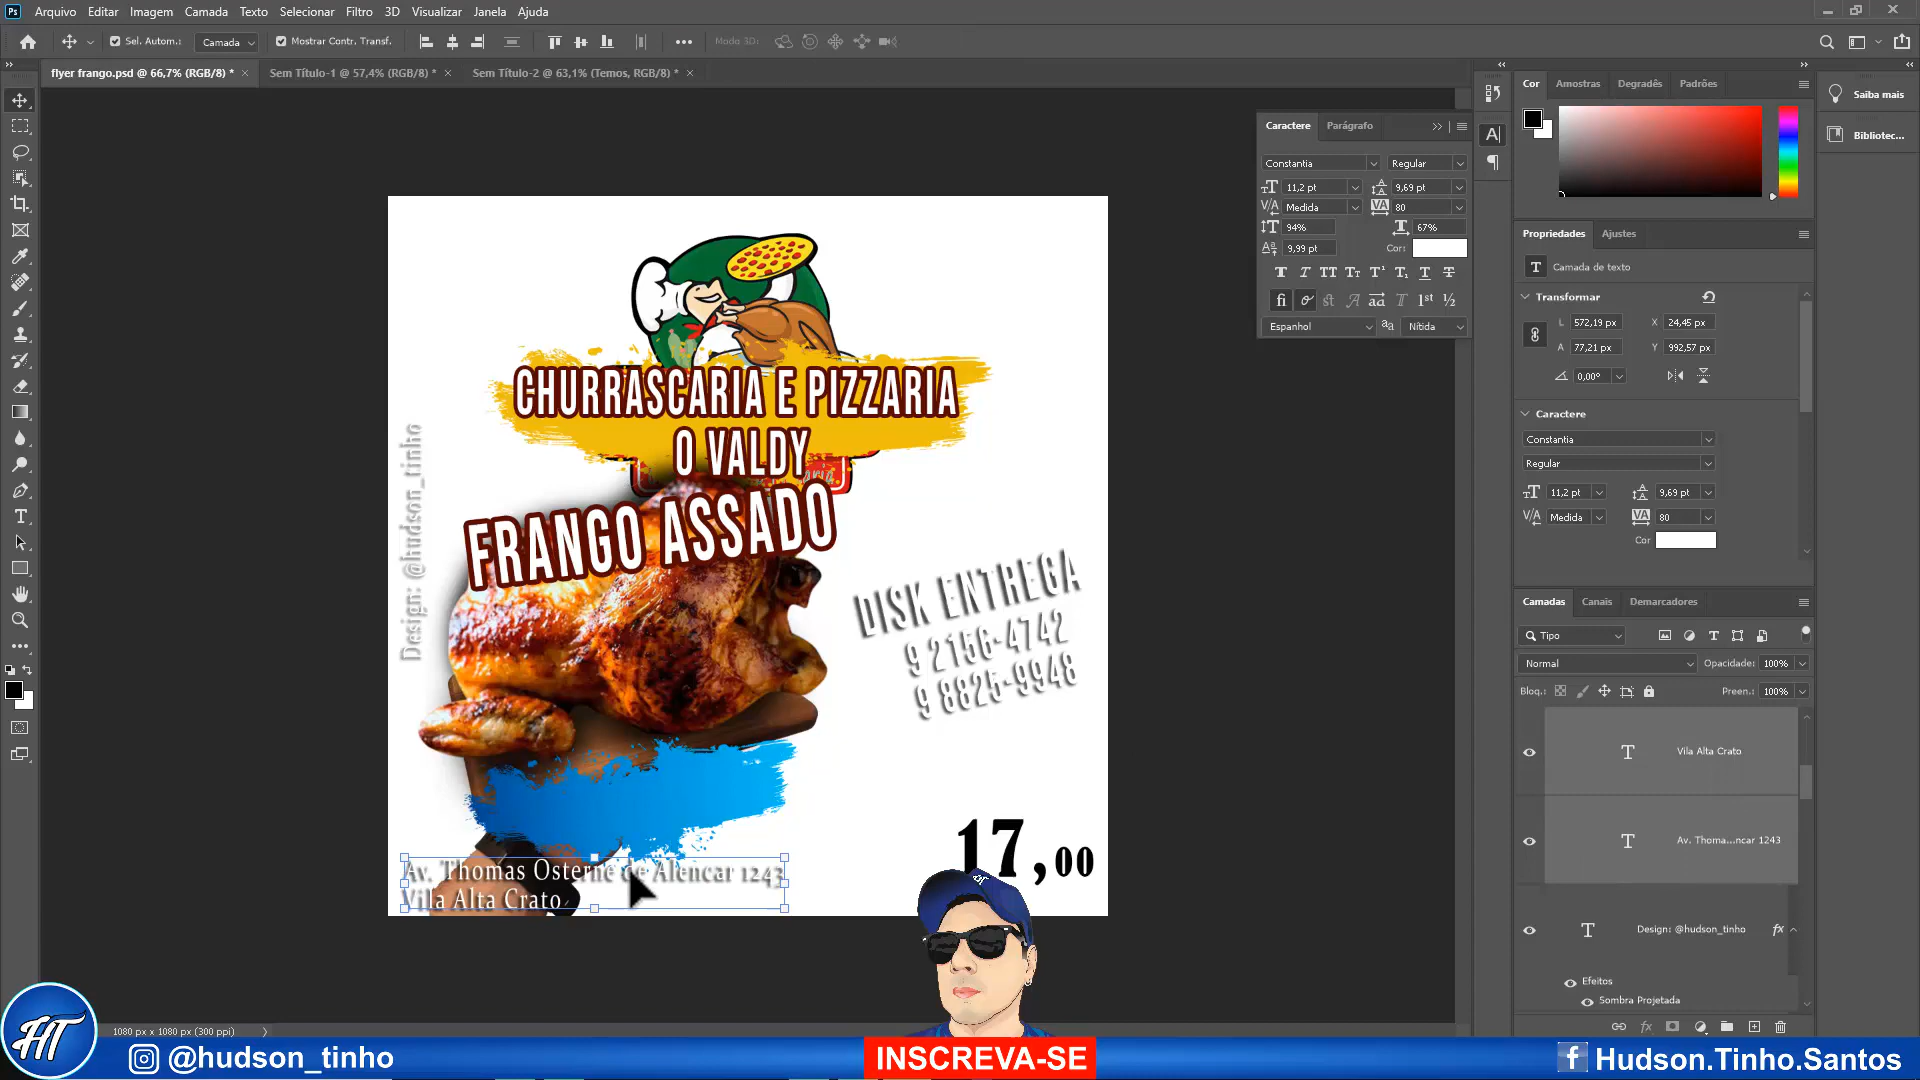 Ps Arquivo Editar Imagem Camada Texto Selecionar Filtro 3D Visualizar Janela Ajuda
Sel. Autom.: Camada Mostrar Contr. Transf. ••• Modo 3D:
flyer frango.psd @ 66,7% (RGB/8) * × Sem Título-1 @ 57,4% (RGB/8) * × Sem Título-2 @ 63,1% (Temos, RGB/8) * ×
Caractere Parágrafo
Constantia Regular
11,2 pt 9,69 pt
Medida 80
94% 67%
9,99 pt Cor:
Espanhol Nítida
Cor Amostras Degradês Padrões
Saiba mais
Bibliotec...
Propriedades Ajustes
Camada de texto
Transformar
L 572,19 px X 24,45 px
A 77,21 px Y 992,57 px
0,00°
Caractere
Constantia
Regular
11,2 pt 9,69 pt
Medida 80
Cor
Camadas Canais Demarcadores
Tipo
Normal Opacidade: 100%
Bloq.: Preen.: 100%
Vila Alta Crato
Av. Thoma...ncar 1243
Design: @hudson_tinho fx
Efeitos
Sombra Projetada
CHURRASCARIA E PIZZARIA
O VALDY
FRANGO ASSADO
Design: @hudson_tinho
DISK ENTREGA
9 2156-4742
9 8825-9948
17,00
Av. Thomas Osterne de Alencar 1243
Vila Alta Crato
1080 px x 1080 px (300 ppi)
HT @hudson_tinho
INSCREVA-SE
Hudson.Tinho.Santos